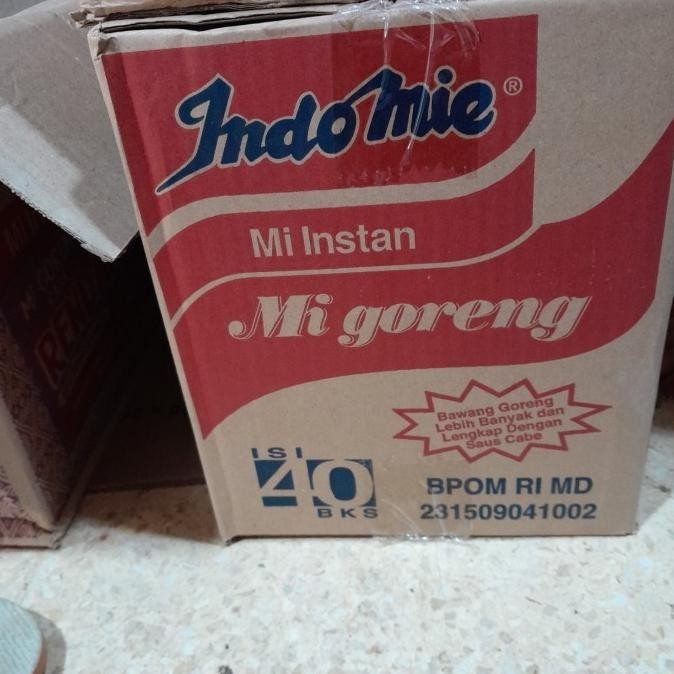 Indomie®
Mi Instan
Mi goreng
Bawang Goreng
Lebih Banyak dan
Lengkap Dengan
Saus Cabe
ISI
40
BKS
BPOM RI MD
231509041002